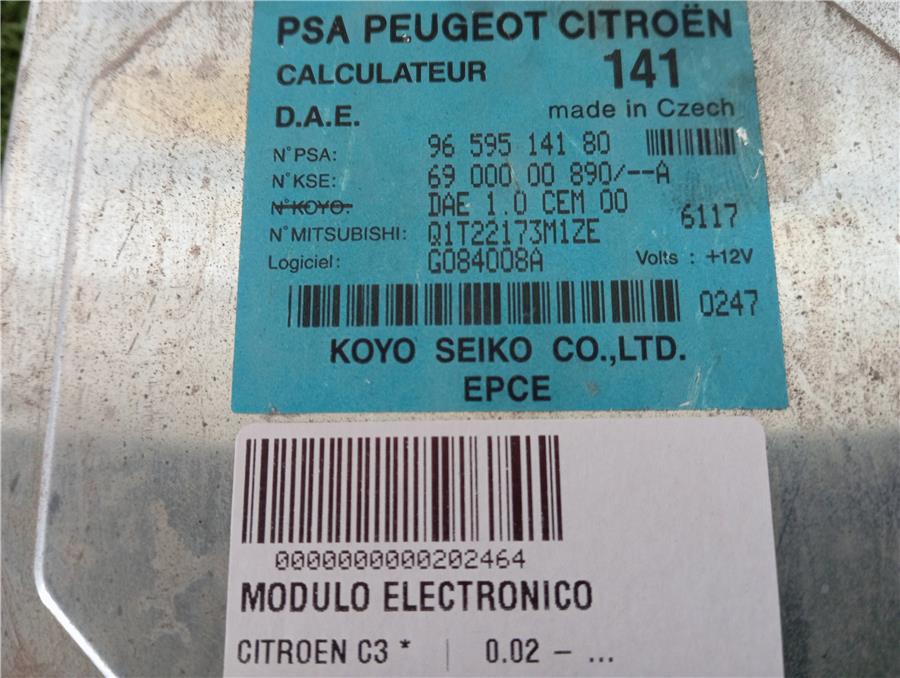 PSA PEUGEOT CITROËN
CALCULATEUR 141
D.A.E. made in Czech
N°PSA: 96 595 141 80
N°KSE: 69 000 00 890/--A
N°KOYO: DAE 1.0 CEM 00 6117
N°MITSUBISHI: Q1T22173M1ZE
Logiciel: G084008A Volts : +12V
0247
KOYO SEIKO CO.,LTD.
EPCE
0000000000202464
MODULO ELECTRONICO
CITROEN C3 * | 0.02 - ...